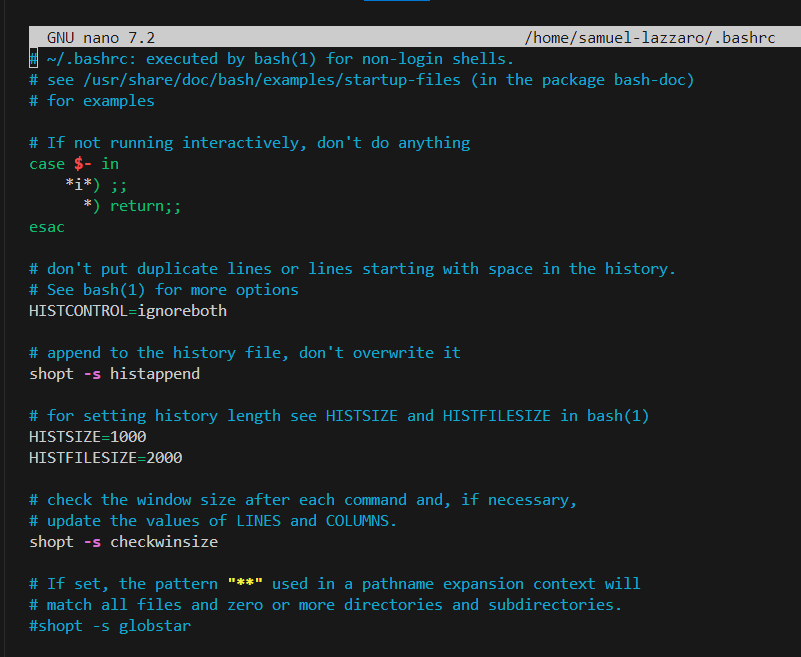 GNU nano 7.2 /home/samuel-lazzaro/.bashrc
# ~/.bashrc: executed by bash(1) for non-login shells.
# see /usr/share/doc/bash/examples/startup-files (in the package bash-doc)
# for examples

# If not running interactively, don't do anything
case $- in
    *i*) ;;
      *) return;;
esac

# don't put duplicate lines or lines starting with space in the history.
# See bash(1) for more options
HISTCONTROL=ignoreboth

# append to the history file, don't overwrite it
shopt -s histappend

# for setting history length see HISTSIZE and HISTFILESIZE in bash(1)
HISTSIZE=1000
HISTFILESIZE=2000

# check the window size after each command and, if necessary,
# update the values of LINES and COLUMNS.
shopt -s checkwinsize

# If set, the pattern "**" used in a pathname expansion context will
# match all files and zero or more directories and subdirectories.
#shopt -s globstar